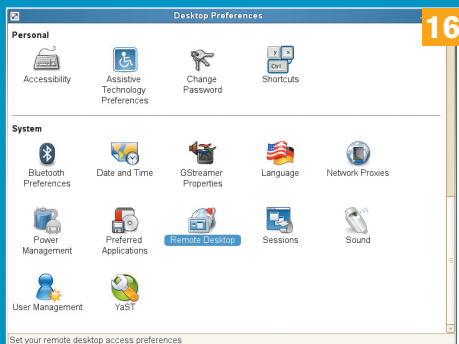 Desktop Preferences
16
Personal
Accessibility
Assistive
Technology
Preferences
Change
Password
y x
Ctrl
Shortcuts
System
Bluetooth
Preferences
Date and Time
GStreamer
Properties
Language
Network Proxies
Power
Management
Preferred
Applications
Remote Desktop
Sessions
Sound
User Management
YaST
Set your remote desktop access preferences